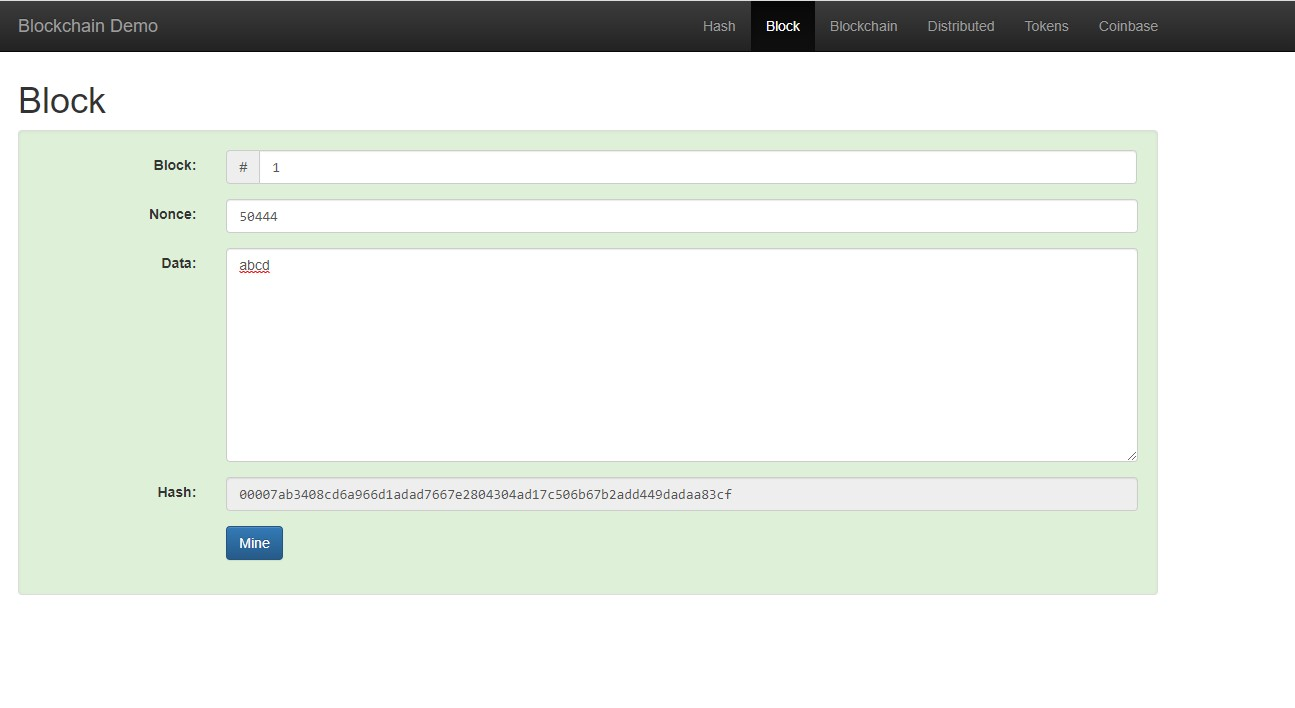 Blockchain Demo Hash Block Blockchain Distributed Tokens Coinbase
Block
Block: # 1
Nonce: 50444
Data: abcd
Hash: 00007ab3408cd6a966d1adad7667e2804304ad17c506b67b2add449dadaa83cf
Mine